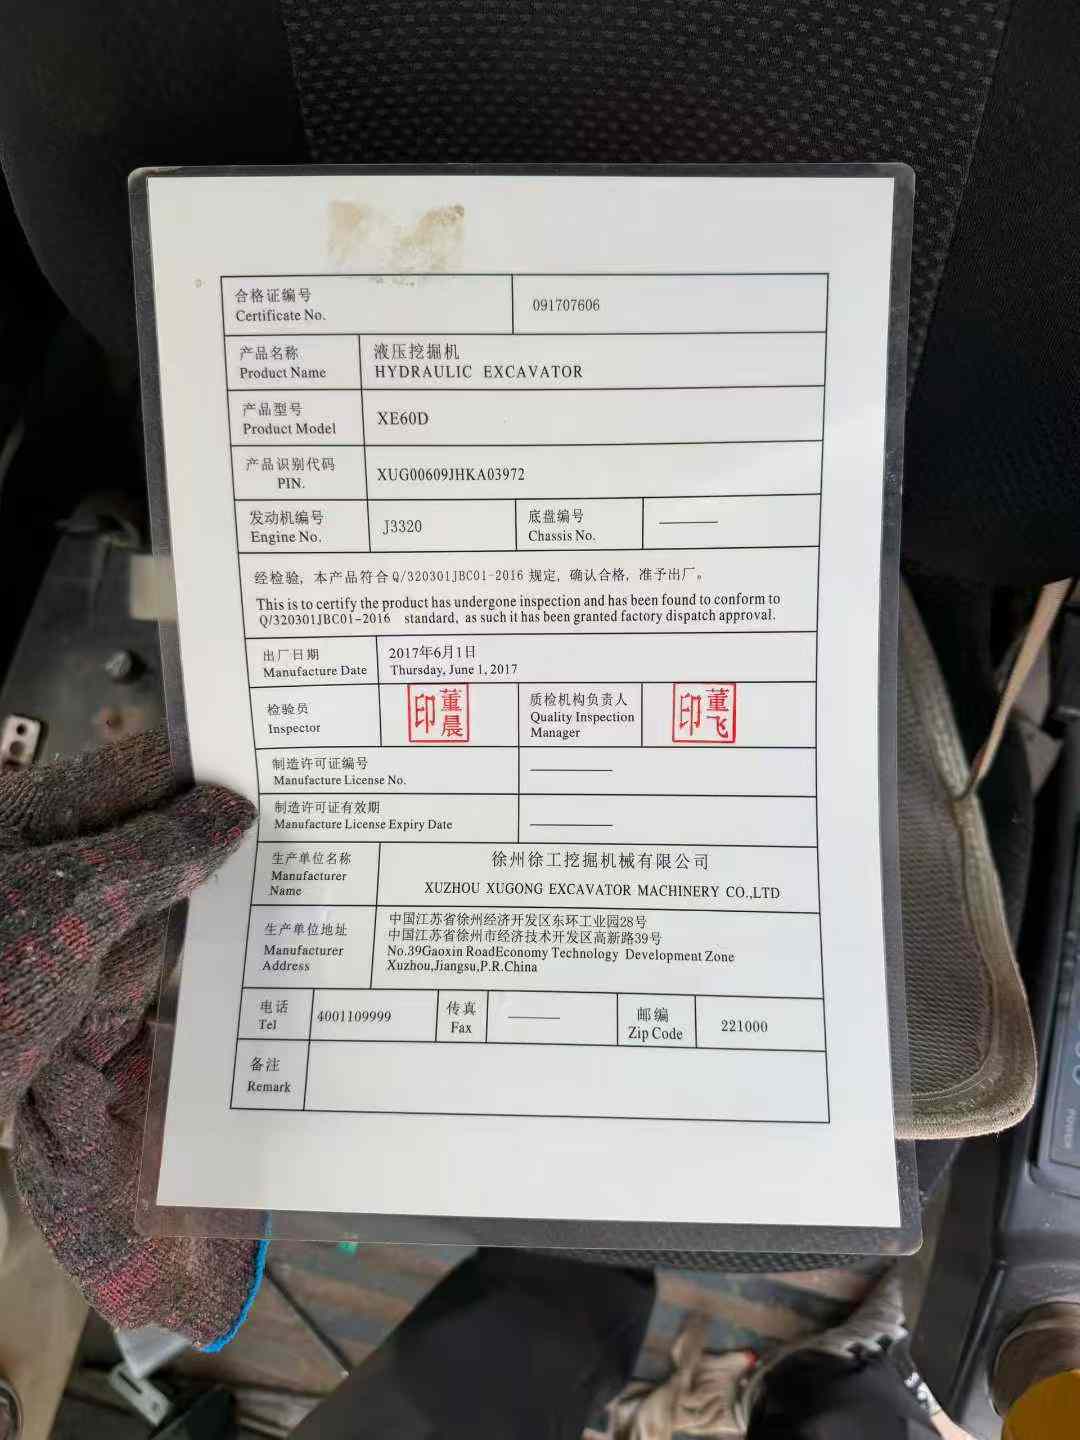 合格证编号
Certificate No.
091707606
产品名称
Product Name
液压挖掘机
HYDRAULIC EXCAVATOR
产品型号
Product Model
XE60D
产品识别代码
PIN.
XUG00609JHKA03972
发动机编号
Engine No.
J3320
底盘编号
Chassis No.
经检验，本产品符合Q/320301JBC01-2016 规定，确认合格，准予出厂。
This is to certify the product has undergone inspection and has been found to conform to
Q/320301JBC01-2016 standard, as such it has been granted factory dispatch approval.
出厂日期
Manufacture Date
2017年6月1日
Thursday, June 1, 2017
检验员
Inspector
董晨印
质检机构负责人
Quality Inspection
Manager
董飞印
制造许可证编号
Manufacture License No.
制造许可证有效期
Manufacture License Expiry Date
生产单位名称
Manufacturer
Name
徐州徐工挖掘机械有限公司
XUZHOU XUGONG EXCAVATOR MACHINERY CO.,LTD
生产单位地址
Manufacturer
Address
中国江苏省徐州经济开发区东环工业园28号
中国江苏省徐州市经济技术开发区高新路39号
No.39Gaoxin RoadEconomy Technology Development Zone
Xuzhou,Jiangsu,P.R.China
电话
Tel
4001109999
传真
Fax
邮编
Zip Code
221000
备注
Remark
POWER